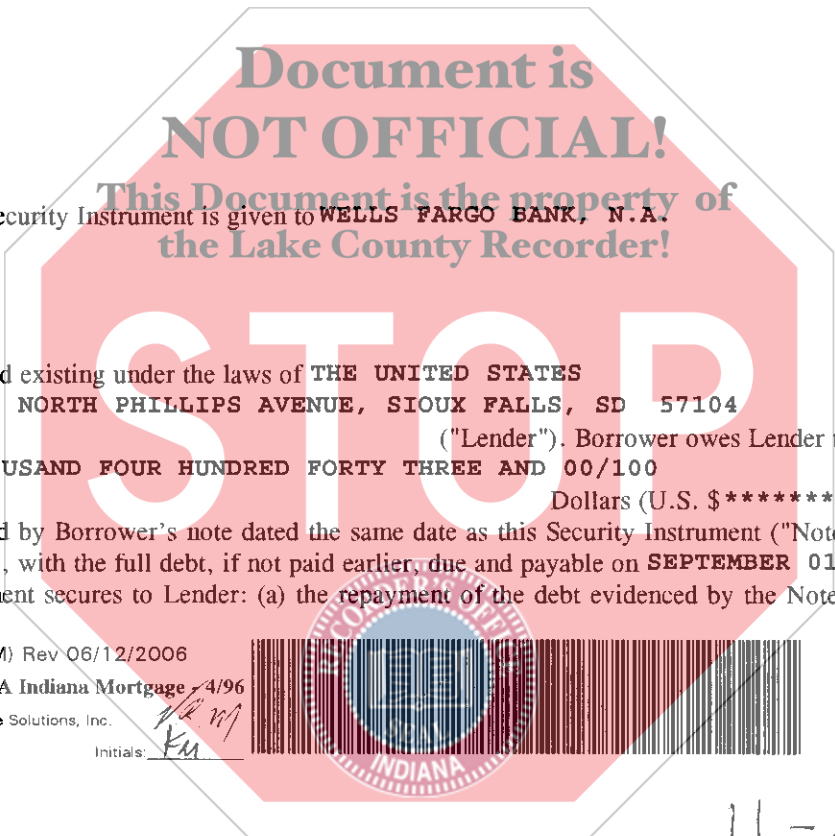 Document is
NOT OFFICIAL!
This Document is the property of
ecurity Instrument is given to WELLS FARGO BANK, N.A.
the Lake County Recorder!
STOP
d existing under the laws of THE UNITED STATES
NORTH PHILLIPS AVENUE, SIOUX FALLS, SD 57104
("Lender"). Borrower owes Lender
USAND FOUR HUNDRED FORTY THREE AND 00/100
Dollars (U.S. $*******
d by Borrower's note dated the same date as this Security Instrument ("Note
, with the full debt, if not paid earlier, due and payable on SEPTEMBER 01
ent secures to Lender: (a) the repayment of the debt evidenced by the Note
RECORDER'S OFFICE
M) Rev 06/12/2006
A Indiana Mortgage - 4/96
e Solutions, Inc.
Initials: KM
SEAL
INDIANA